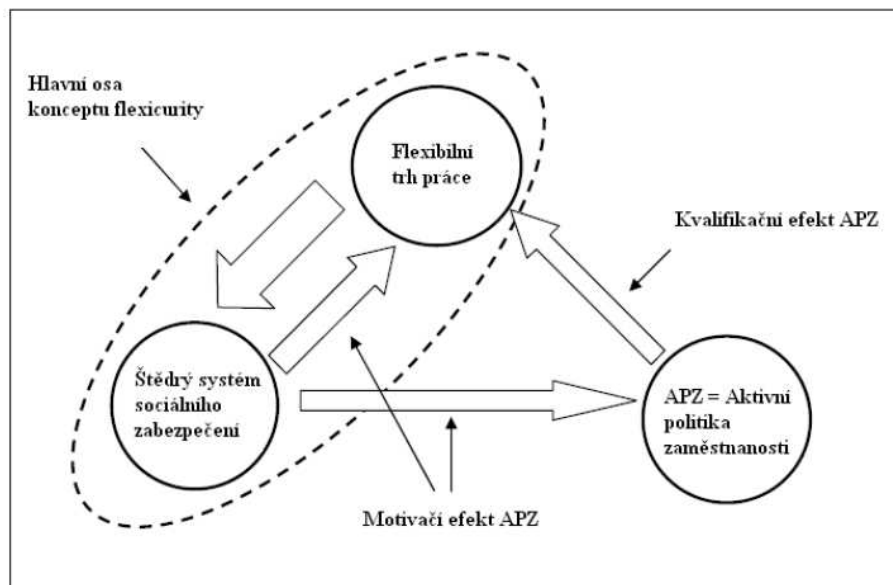 Hlavní osa
konceptu flexicurity
Flexibilní
trh práce
Kvalifikační efekt APZ
Štědrý systém
sociálního
zabezpečení
APZ = Aktivní
politika
zaměstnanosti
Motivačí efekt APZ